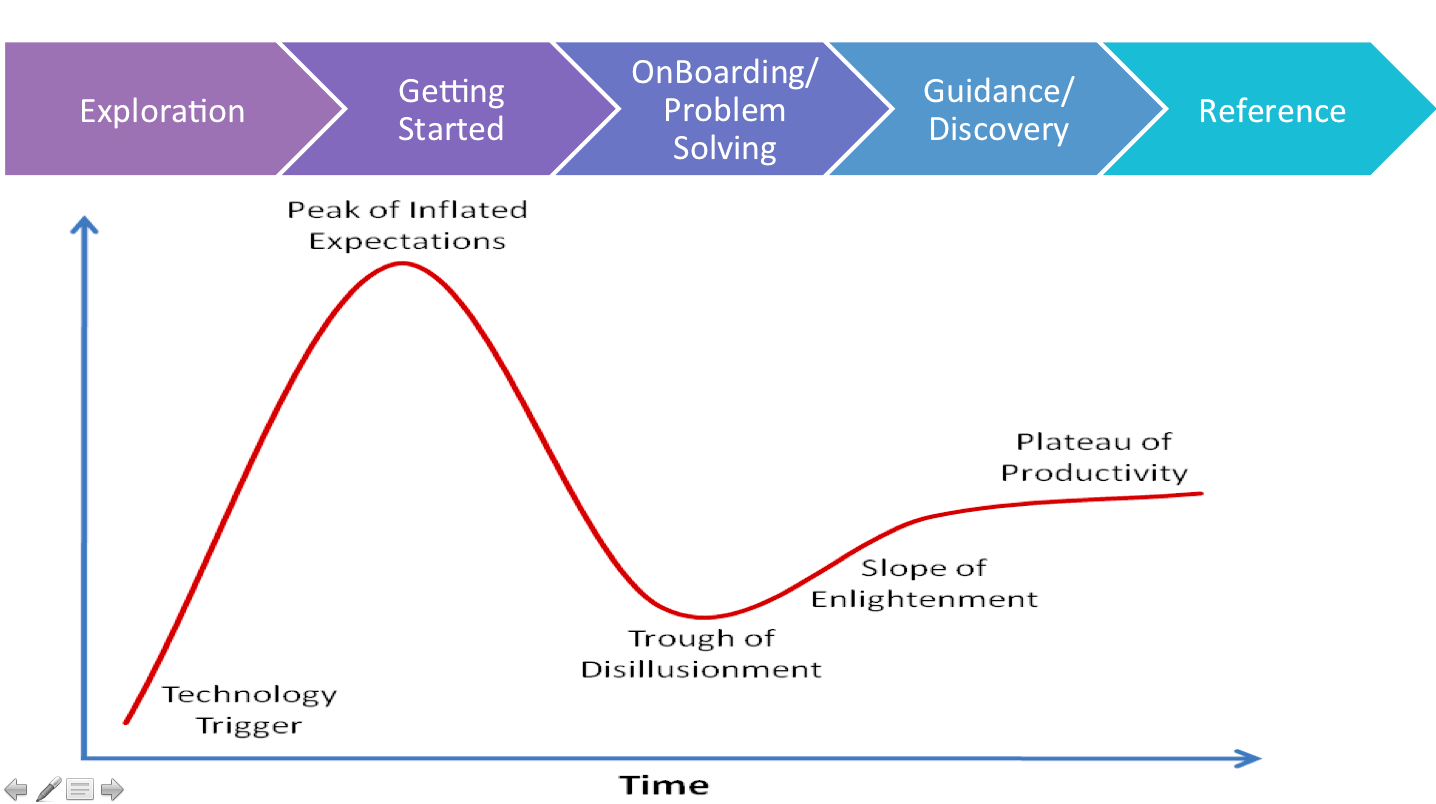 Exploration
Getting
Started
OnBoarding/
Problem
Solving
Guidance/
Discovery
Reference
Peak of Inflated
Expectations
Plateau of
Productivity
Slope of
Enlightenment
Trough of
Disillusionment
Technology
Trigger
Time